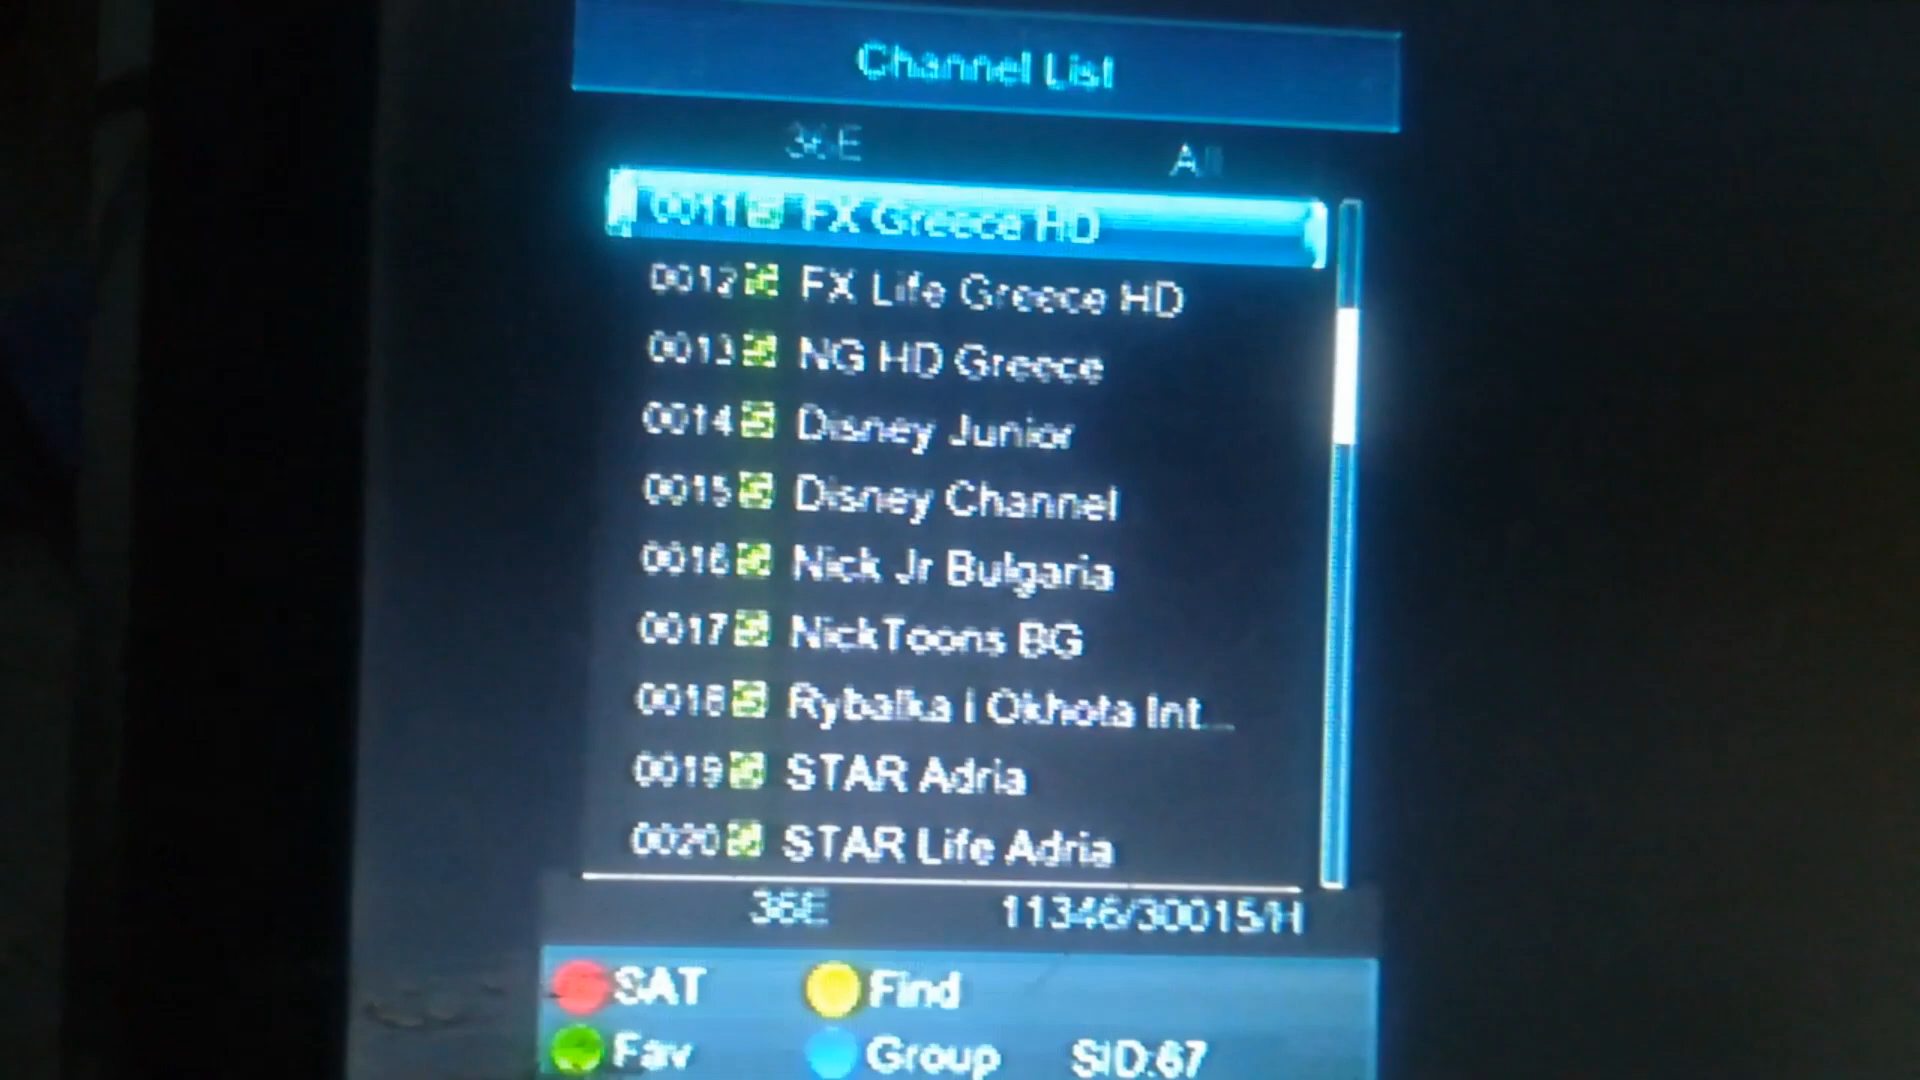 Channel List
36E All
0011 FX Greece HD
0012 FX Life Greece HD
0013 NG HD Greece
0014 Disney Junior
0015 Disney Channel
0016 Nick Jr Bulgaria
0017 NickToons BG
0018 Rybalka i Okhota Int...
0019 STAR Adria
0020 STAR Life Adria
36E 11346/30015/H
SAT Find
Fav Group SID:67